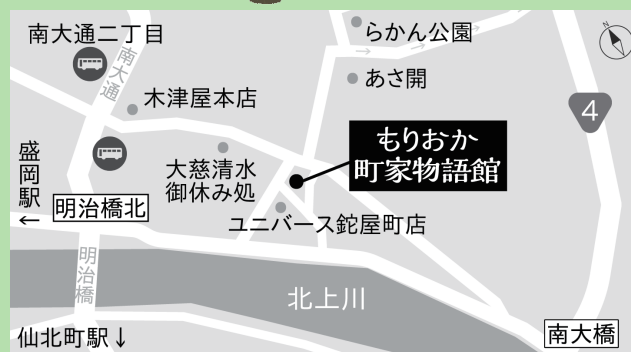 南大通二丁目
らかん公園
N
南大通
あさ開
木津屋本店
4
もりおか
町家物語館
大慈清水
御休み処
盛岡駅
←
明治橋北
ユニバース鉈屋町店
明治橋
北上川
仙北町駅↓
南大橋